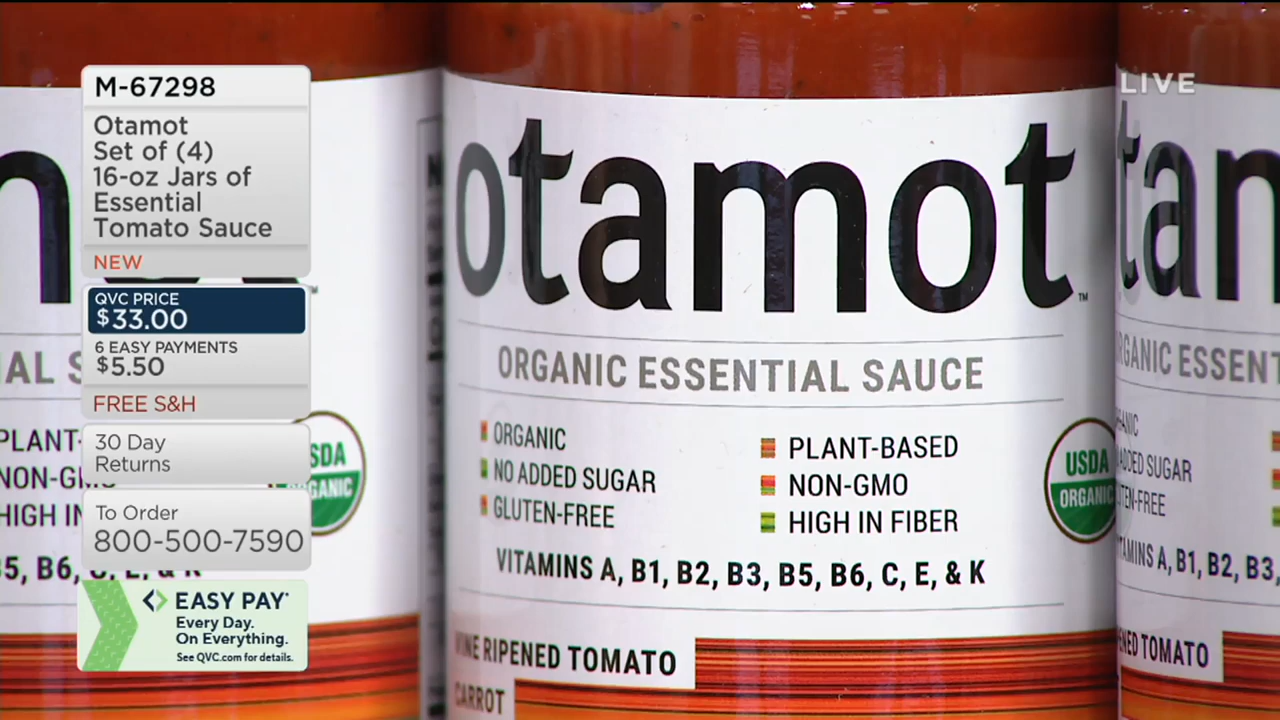 M-67298
Otamot
Set of (4)
16-oz Jars of
Essential
Tomato Sauce
NEW
QVC PRICE
$33.00
6 EASY PAYMENTS
$5.50
FREE S&H
30 Day
Returns
To Order
800-500-7590
EASY PAY*
Every Day.
On Everything.
See QVC.com for details.
LIVE
otamot™
ORGANIC ESSENTIAL SAUCE
ORGANIC
NO ADDED SUGAR
GLUTEN-FREE
PLANT-BASED
NON-GMO
HIGH IN FIBER
VITAMINS A, B1, B2, B3, B5, B6, C, E, & K
USDA
ORGANIC
VINE RIPENED TOMATO
CARROT